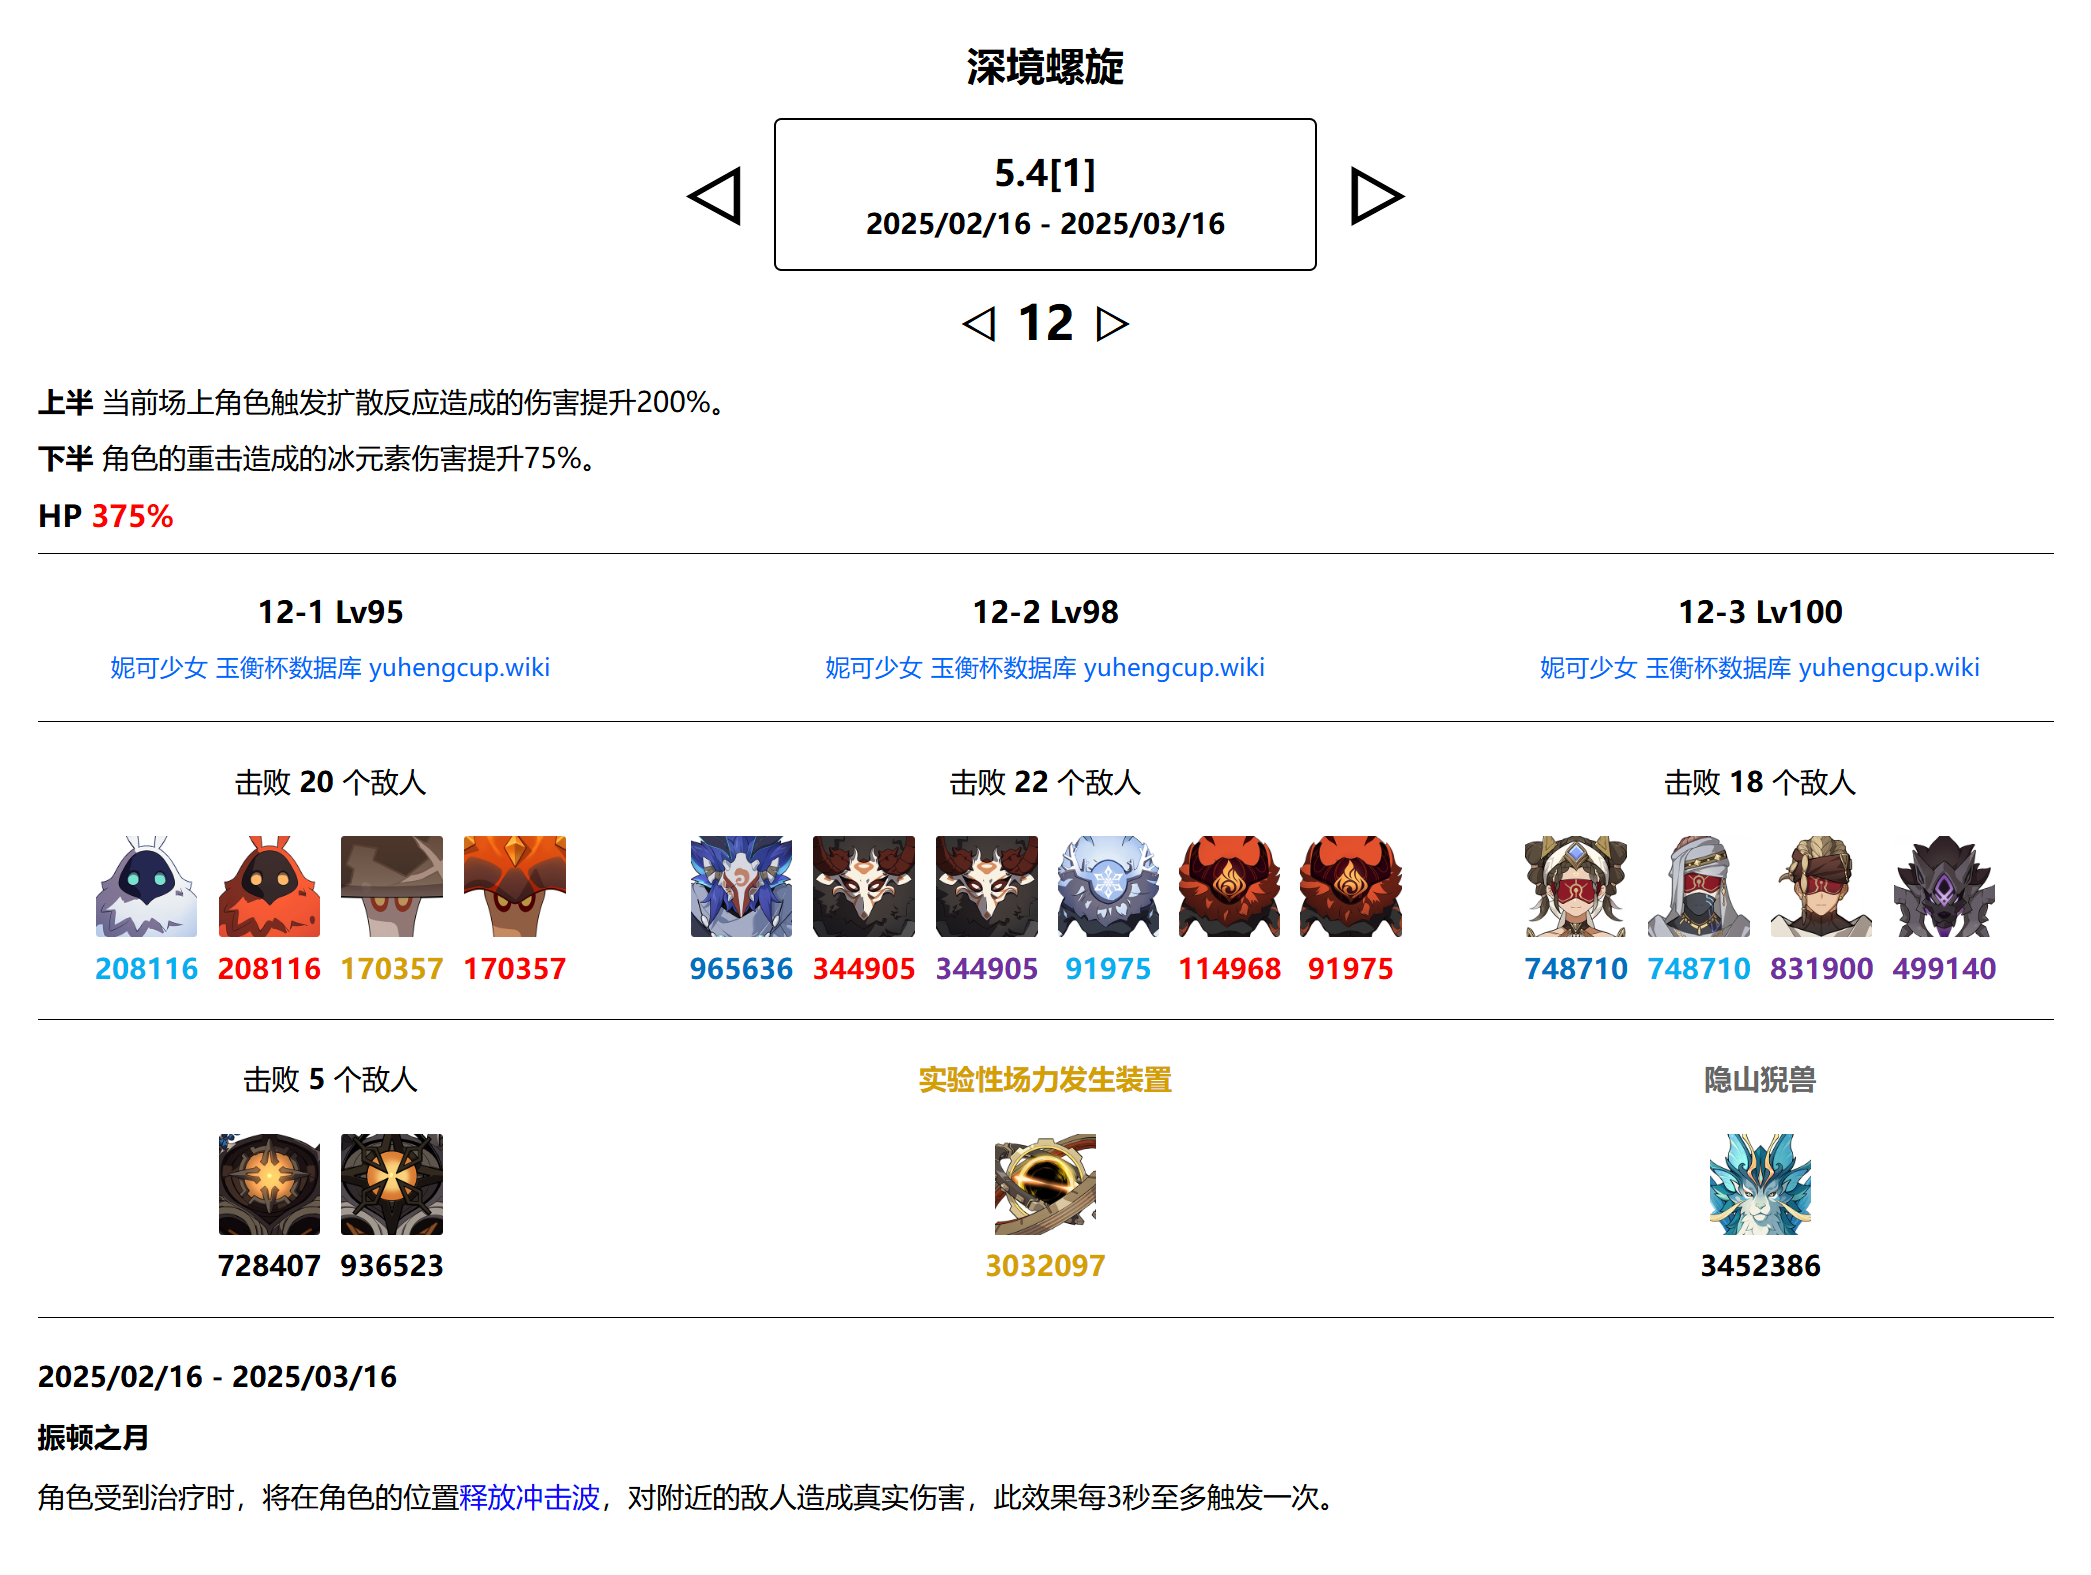 深境螺旋
5.4[1]
2025/02/16 - 2025/03/16
12
上半 当前场上角色触发扩散反应造成的伤害提升200%。
下半 角色的重击造成的冰元素伤害提升75%。
HP 375%
12-1 Lv95
妮可少女 玉衡杯数据库 yuhengcup.wiki
12-2 Lv98
妮可少女 玉衡杯数据库 yuhengcup.wiki
12-3 Lv100
妮可少女 玉衡杯数据库 yuhengcup.wiki
击败 20 个敌人
208116 208116 170357 170357
击败 22 个敌人
965636 344905 344905 91975 114968 91975
击败 18 个敌人
748710 748710 831900 499140
击败 5 个敌人
728407 936523
实验性场力发生装置
3032097
隐山猊兽
3452386
2025/02/16 - 2025/03/16
振顿之月
角色受到治疗时，将在角色的位置释放冲击波，对附近的敌人造成真实伤害，此效果每3秒至多触发一次。